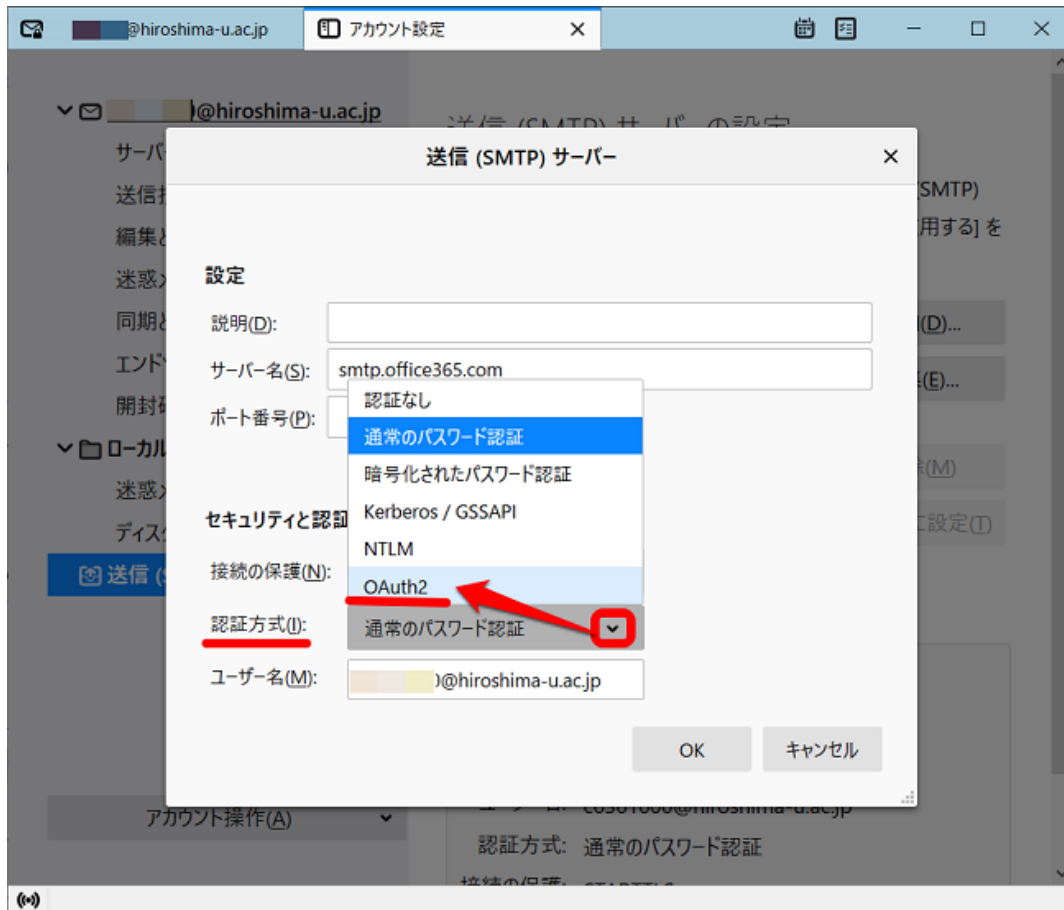 @hiroshima-u.ac.jp
アカウント設定
@hiroshima-u.ac.jp
送信 (SMTP) サーバーの設定
送信 (SMTP) サーバー
サーバ
送信
SMTP)
編集と
用する] を
迷惑
設定
同期と
説明(D):
(D)...
エンド
サーバー名(S):
smtp.office365.com
(E)...
開封
ポート番号(P):
認証なし
通常のパスワード認証
ローカル
(M)
暗号化されたパスワード認証
迷惑
Kerberos / GSSAPI
セキュリティと認証
に設定(T)
ディス
NTLM
送信 (
接続の保護(N):
OAuth2
認証方式(I):
通常のパスワード認証
ユーザー名(M):
@hiroshima-u.ac.jp
OK
キャンセル
アカウント操作(A)
@hiroshima-u.ac.jp
認証方式:
通常のパスワード認証
接続の保護:
STARTTLS